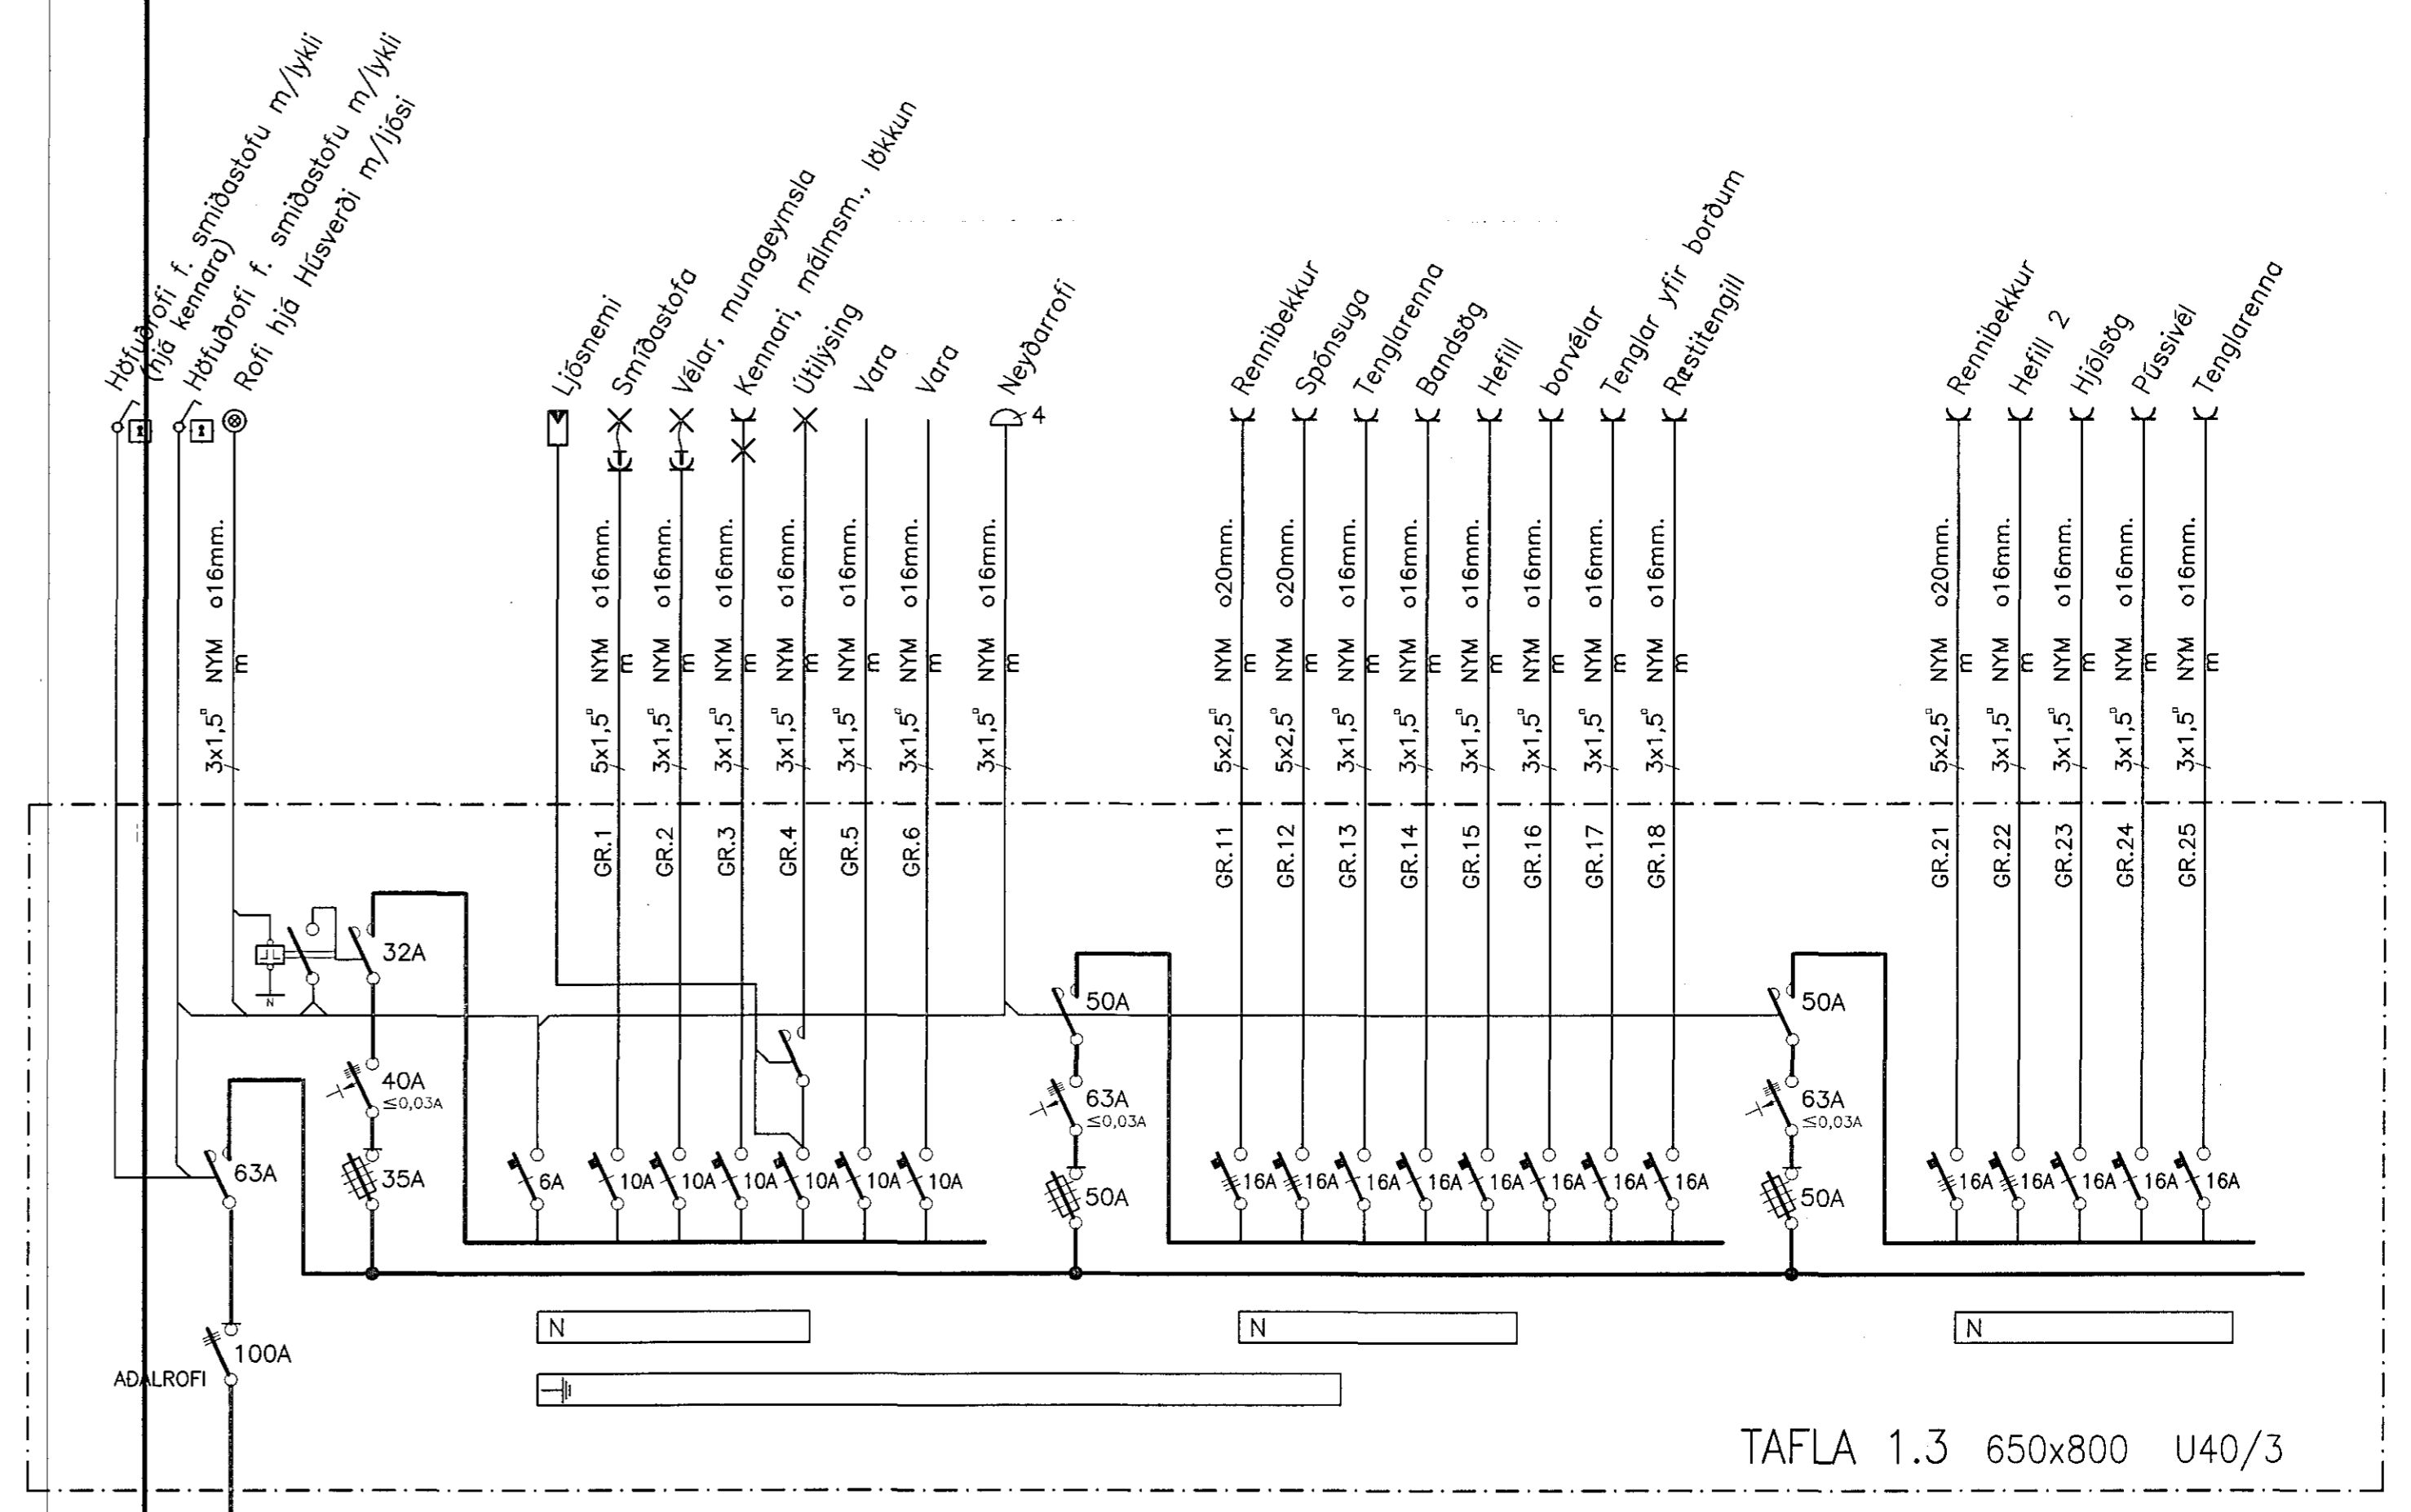 Höfuðrofi f. smíðastofu m/lykli
(hjá kennara)
Höfuðrofi f. smíðastofu m/lykli
Rofi hjá Húsverði m/ljósi
Ljósnemi
Smíðastofa
Vélar, munageymsla
Kennari, málmsm., lökkun
Útilýsing
Vara
Vara
Neyðarrofi
4
Rennibekkur
Spónsuga
Tenglarenna
Bandsög
Hefill
borvélar
Tenglar yfir borðum
Ræstitengill
Rennibekkur
Hefill 2
Hjólsög
Pússivél
Tenglarenna
3x1,5▫ NYM o16mm.
m
5x1,5▫ NYM o16mm.
m
3x1,5▫ NYM o16mm.
m
3x1,5▫ NYM o16mm.
m
3x1,5▫ NYM o16mm.
m
3x1,5▫ NYM o16mm.
m
3x1,5▫ NYM o16mm.
m
3x1,5▫ NYM o16mm.
m
5x2,5▫ NYM o20mm.
m
5x2,5▫ NYM o20mm.
m
3x1,5▫ NYM o16mm.
m
3x1,5▫ NYM o16mm.
m
3x1,5▫ NYM o16mm.
m
3x1,5▫ NYM o16mm.
m
3x1,5▫ NYM o16mm.
m
3x1,5▫ NYM o16mm.
m
5x2,5▫ NYM o20mm.
m
3x1,5▫ NYM o16mm.
m
3x1,5▫ NYM o16mm.
m
3x1,5▫ NYM o16mm.
m
3x1,5▫ NYM o16mm.
m
GR.1
GR.2
GR.3
GR.4
GR.5
GR.6
GR.11
GR.12
GR.13
GR.14
GR.15
GR.16
GR.17
GR.18
GR.21
GR.22
GR.23
GR.24
GR.25
N
32A
50A
50A
40A
≤0,03A
63A
≤0,03A
63A
≤0,03A
63A
35A
6A
10A
10A
10A
10A
10A
10A
50A
16A
16A
16A
16A
16A
16A
16A
16A
50A
16A
16A
16A
16A
16A
N
N
N
100A
AÐALROFI
TAFLA 1.3 650x800 U40/3